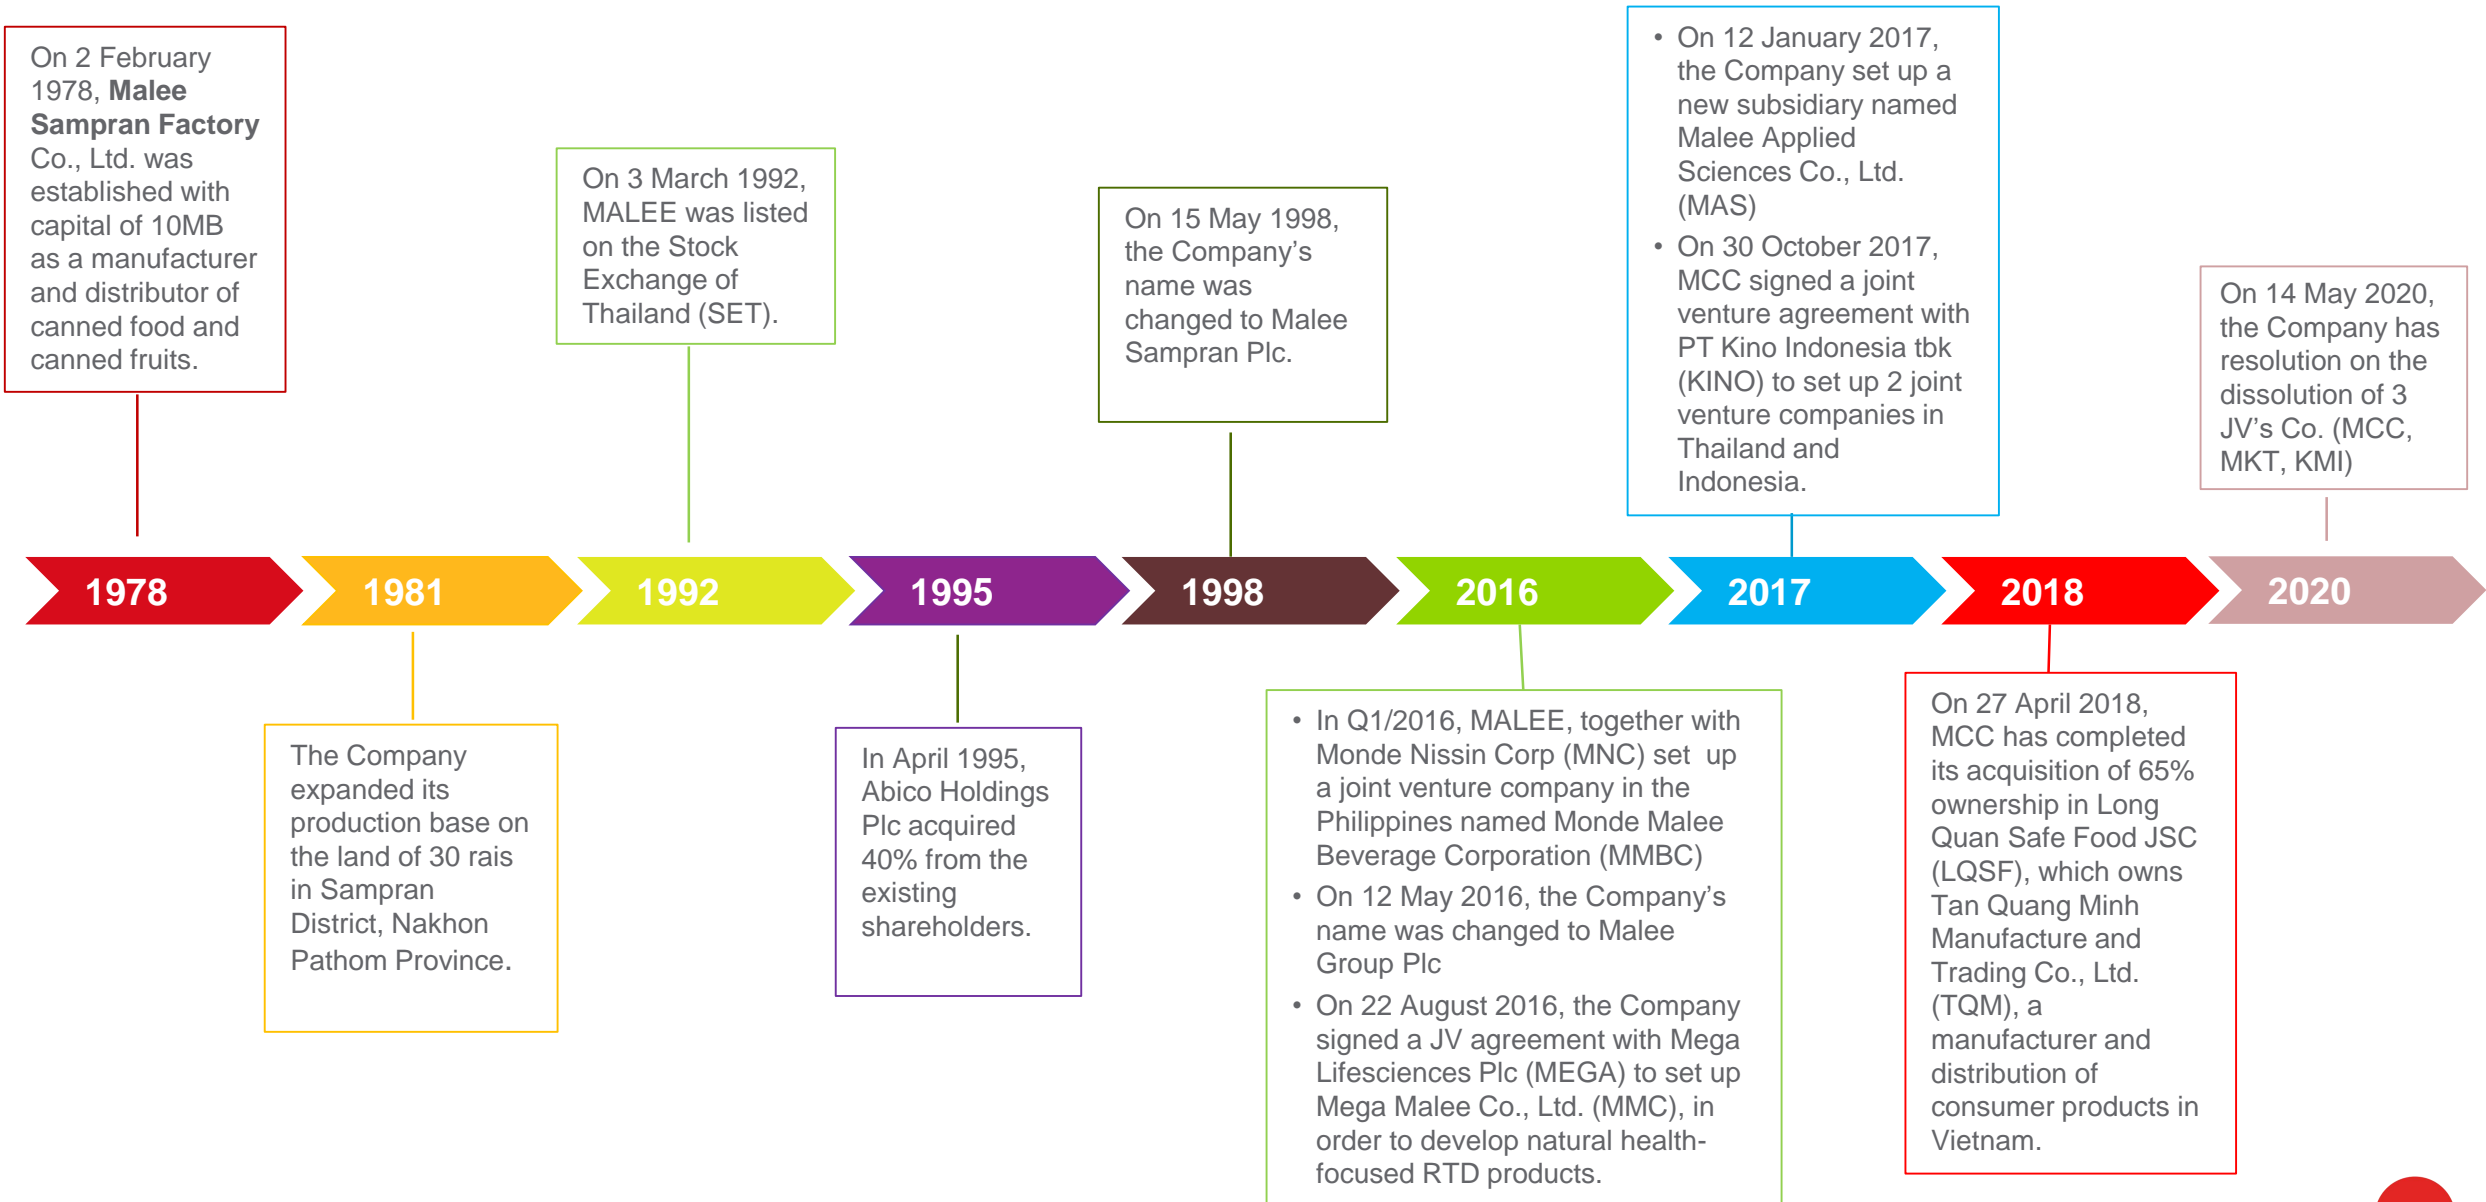 On 2 February
1978, Malee
Sampran Factory
Co., Ltd. was
established with
capital of 10MB
as a manufacturer
and distributor of
canned food and
canned fruits.
On 3 March 1992,
MALEE was listed
on the Stock
Exchange of
Thailand (SET).
On 15 May 1998,
the Company’s
name was
changed to Malee
Sampran Plc.
• On 12 January 2017,
the Company set up a
new subsidiary named
Malee Applied
Sciences Co., Ltd.
(MAS)
• On 30 October 2017,
MCC signed a joint
venture agreement with
PT Kino Indonesia tbk
(KINO) to set up 2 joint
venture companies in
Thailand and
Indonesia.
On 14 May 2020,
the Company has
resolution on the
dissolution of 3
JV’s Co. (MCC,
MKT, KMI)
1978
1981
1992
1995
1998
2016
2017
2018
2020
The Company
expanded its
production base on
the land of 30 rais
in Sampran
District, Nakhon
Pathom Province.
In April 1995,
Abico Holdings
Plc acquired
40% from the
existing
shareholders.
• In Q1/2016, MALEE, together with
Monde Nissin Corp (MNC) set up
a joint venture company in the
Philippines named Monde Malee
Beverage Corporation (MMBC)
• On 12 May 2016, the Company’s
name was changed to Malee
Group Plc
• On 22 August 2016, the Company
signed a JV agreement with Mega
Lifesciences Plc (MEGA) to set up
Mega Malee Co., Ltd. (MMC), in
order to develop natural health-
focused RTD products.
On 27 April 2018,
MCC has completed
its acquisition of 65%
ownership in Long
Quan Safe Food JSC
(LQSF), which owns
Tan Quang Minh
Manufacture and
Trading Co., Ltd.
(TQM), a
manufacturer and
distribution of
consumer products in
Vietnam.